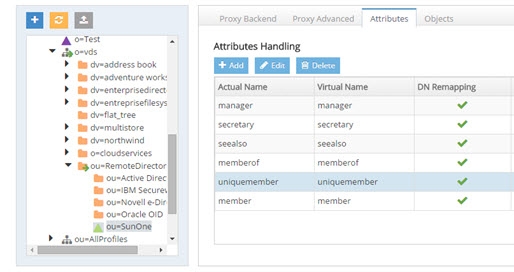 o=Test
o=vds
dv=address book
dv=adventure works
dv=enterprisedirect
dv=entreprisefilesys
dv=flat_tree
dv=multistore
dv=northwind
o=cloudservices
ou=RemoteDirector
ou=Active Direc
ou=IBM Securew
ou=Novell e-Dir
ou=Oracle OID
ou=SunOne
ou=AllProfiles
Proxy Backend Proxy Advanced Attributes Objects
Attributes Handling
Add Edit Delete
Actual Name Virtual Name DN Remapping
manager manager
secretary secretary
seealso seealso
memberof memberof
uniquemember uniquemember
member member